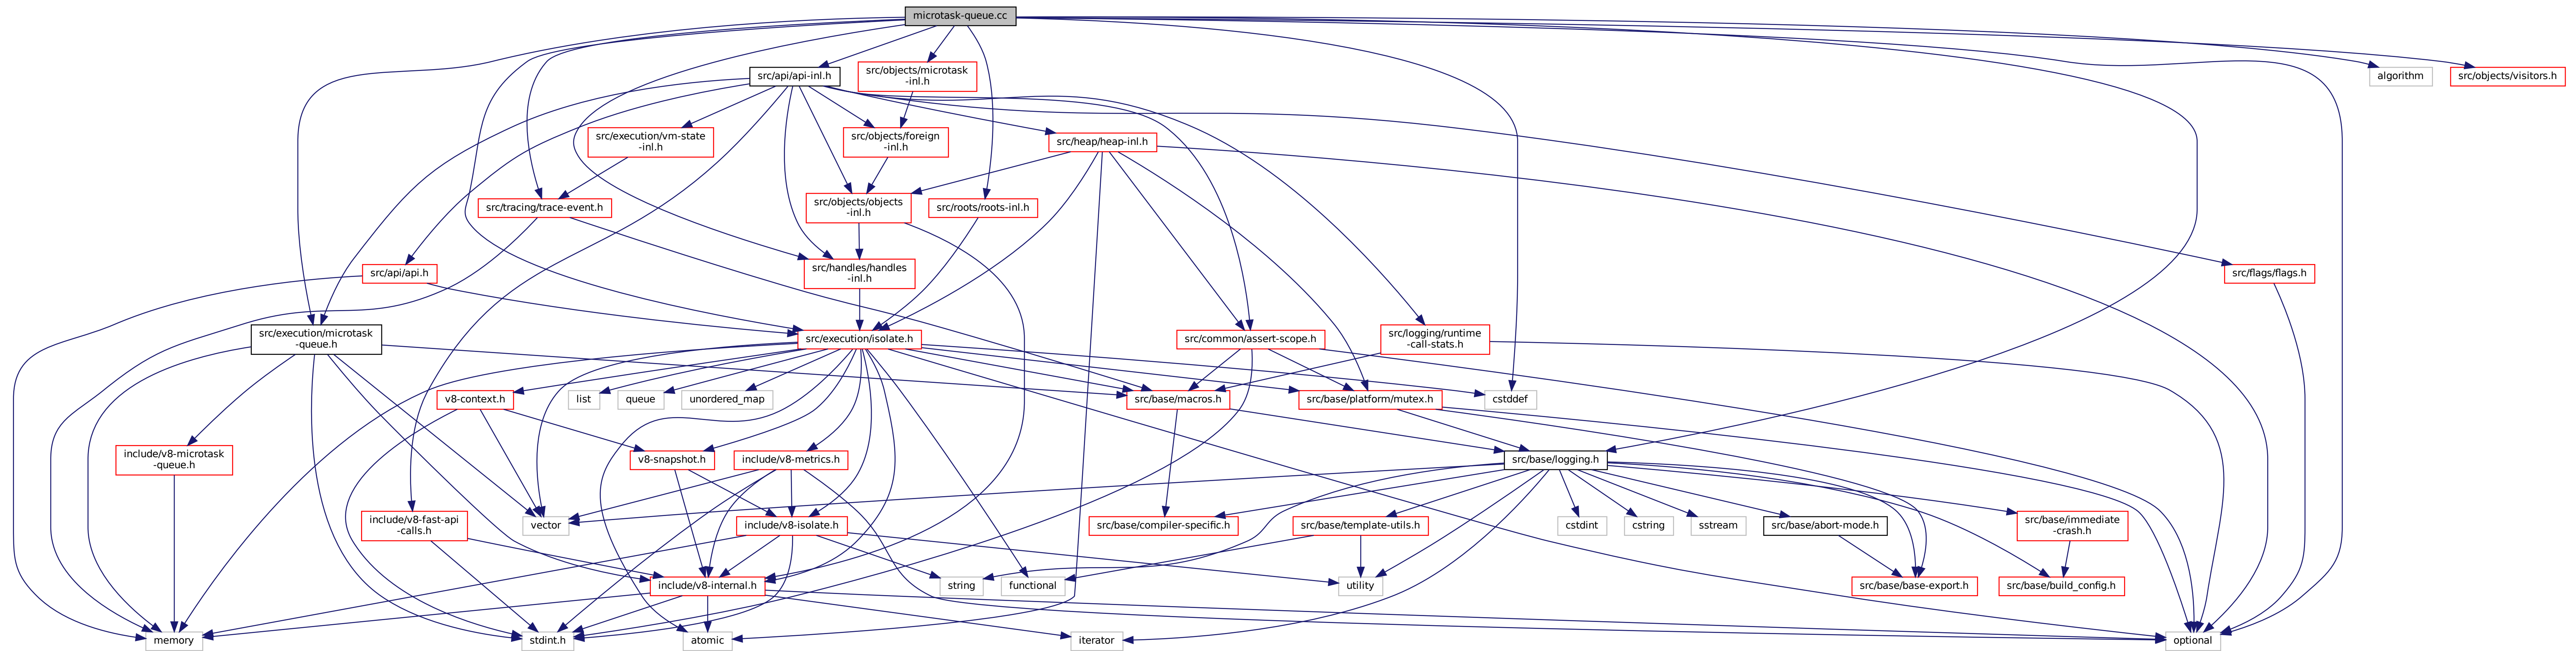 microtask-queue.cc
src/api/api-inl.h
src/objects/microtask
-inl.h
algorithm
src/objects/visitors.h
src/execution/vm-state
-inl.h
src/objects/foreign
-inl.h
src/heap/heap-inl.h
src/tracing/trace-event.h
src/objects/objects
-inl.h
src/roots/roots-inl.h
src/api/api.h
src/handles/handles
-inl.h
src/flags/flags.h
src/execution/microtask
-queue.h
src/execution/isolate.h
src/common/assert-scope.h
src/logging/runtime
-call-stats.h
v8-context.h
list
queue
unordered_map
src/base/macros.h
src/base/platform/mutex.h
cstddef
include/v8-microtask
-queue.h
v8-snapshot.h
include/v8-metrics.h
src/base/logging.h
include/v8-fast-api
-calls.h
vector
include/v8-isolate.h
src/base/compiler-specific.h
src/base/template-utils.h
cstdint
cstring
sstream
src/base/abort-mode.h
src/base/immediate
-crash.h
include/v8-internal.h
string
functional
utility
src/base/base-export.h
src/base/build_config.h
memory
stdint.h
atomic
iterator
optional